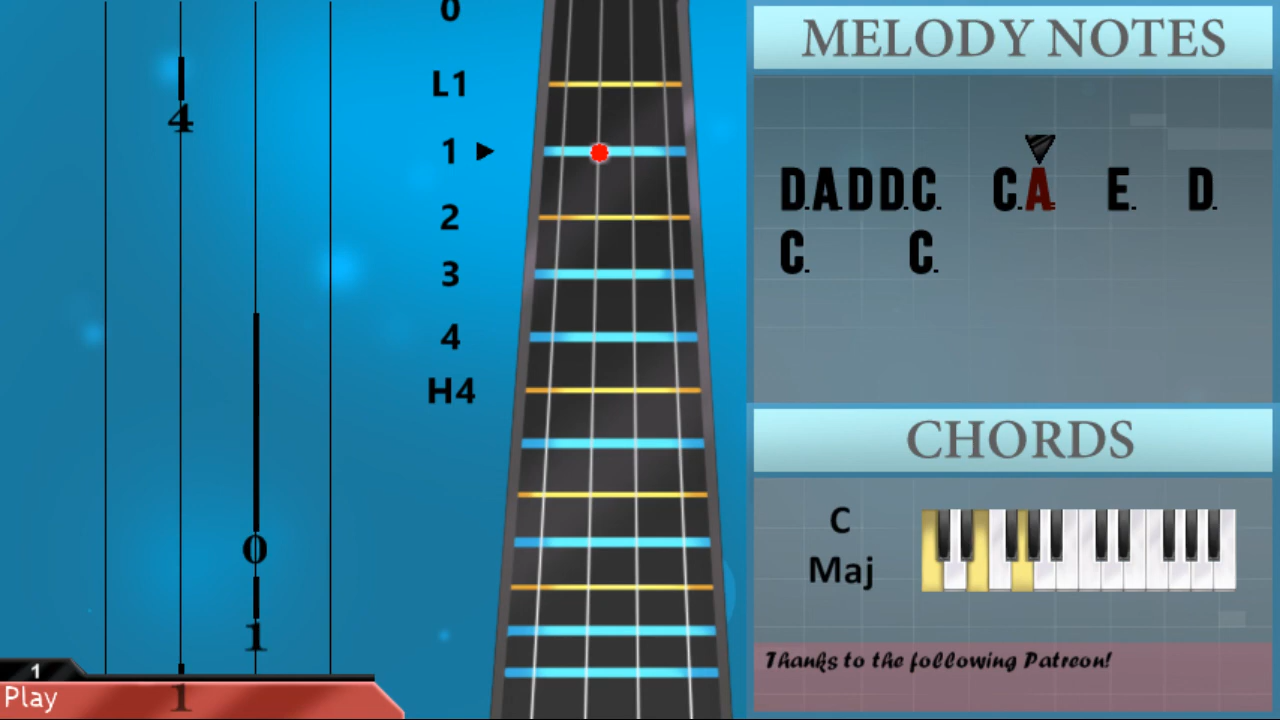 0
L1
1
2
3
4
H4
4
0
1
1
Play
1
MELODY NOTES
D. A. D D. C. C. A. E. D.
C. C.
CHORDS
C
Maj
Thanks to the following Patreon!